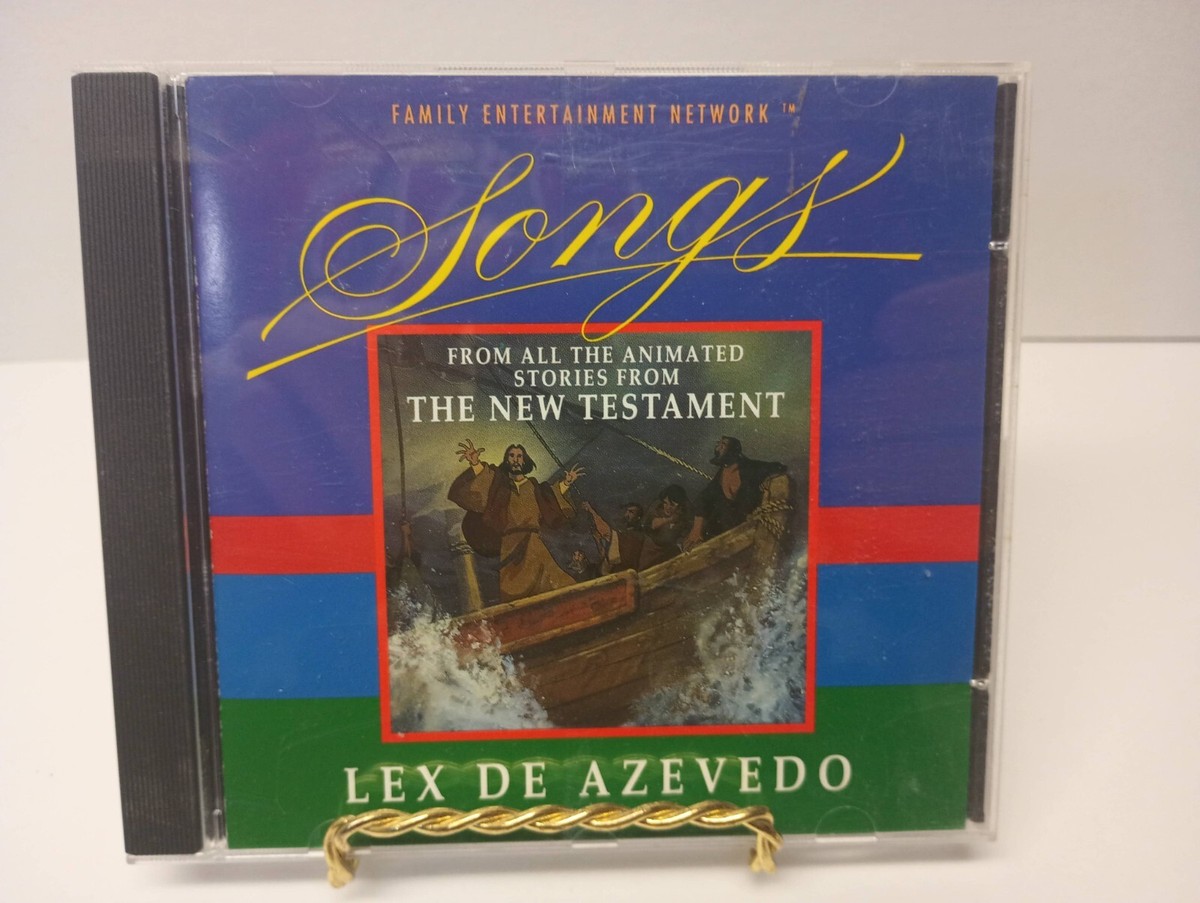 FAMILY ENTERTAINMENT NETWORK ™
Songs
FROM ALL THE ANIMATED
STORIES FROM
THE NEW TESTAMENT
LEX DE AZEVEDO